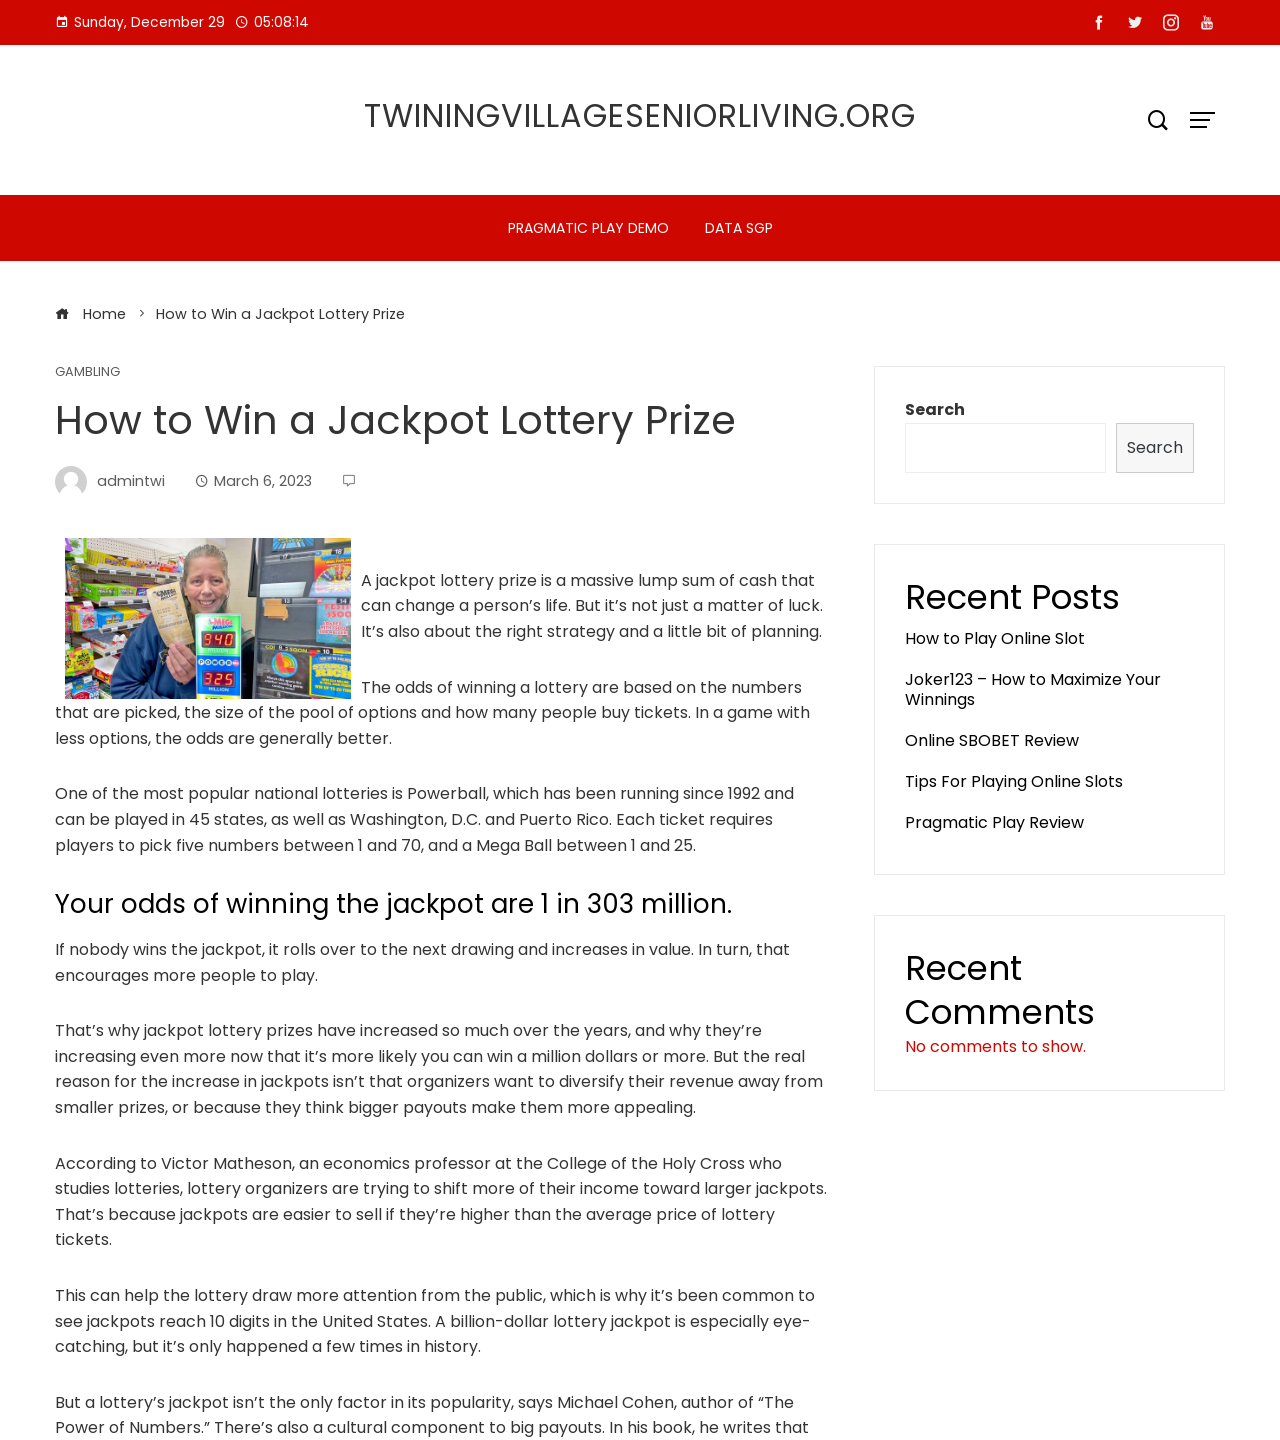 Sunday, December 29 05:08:14
TWININGVILLAGESENIORLIVING.ORG
PRAGMATIC PLAY DEMO DATA SGP
Home > How to Win a Jackpot Lottery Prize
GAMBLING
How to Win a Jackpot Lottery Prize
admintwi March 6, 2023
A jackpot lottery prize is a massive lump sum of cash that
can change a person’s life. But it’s not just a matter of luck.
It’s also about the right strategy and a little bit of planning.
The odds of winning a lottery are based on the numbers
that are picked, the size of the pool of options and how many people buy tickets. In a game with
less options, the odds are generally better.
One of the most popular national lotteries is Powerball, which has been running since 1992 and
can be played in 45 states, as well as Washington, D.C. and Puerto Rico. Each ticket requires
players to pick five numbers between 1 and 70, and a Mega Ball between 1 and 25.
Your odds of winning the jackpot are 1 in 303 million.
If nobody wins the jackpot, it rolls over to the next drawing and increases in value. In turn, that
encourages more people to play.
That’s why jackpot lottery prizes have increased so much over the years, and why they’re
increasing even more now that it’s more likely you can win a million dollars or more. But the real
reason for the increase in jackpots isn’t that organizers want to diversify their revenue away from
smaller prizes, or because they think bigger payouts make them more appealing.
According to Victor Matheson, an economics professor at the College of the Holy Cross who
studies lotteries, lottery organizers are trying to shift more of their income toward larger jackpots.
That’s because jackpots are easier to sell if they’re higher than the average price of lottery
tickets.
This can help the lottery draw more attention from the public, which is why it’s been common to
see jackpots reach 10 digits in the United States. A billion-dollar lottery jackpot is especially eye-
catching, but it’s only happened a few times in history.
But a lottery’s jackpot isn’t the only factor in its popularity, says Michael Cohen, author of “The
Power of Numbers.” There’s also a cultural component to big payouts. In his book, he writes that
Search
Search
Recent Posts
How to Play Online Slot
Joker123 – How to Maximize Your
Winnings
Online SBOBET Review
Tips For Playing Online Slots
Pragmatic Play Review
Recent
Comments
No comments to show.
940
POWER
325
MILLION